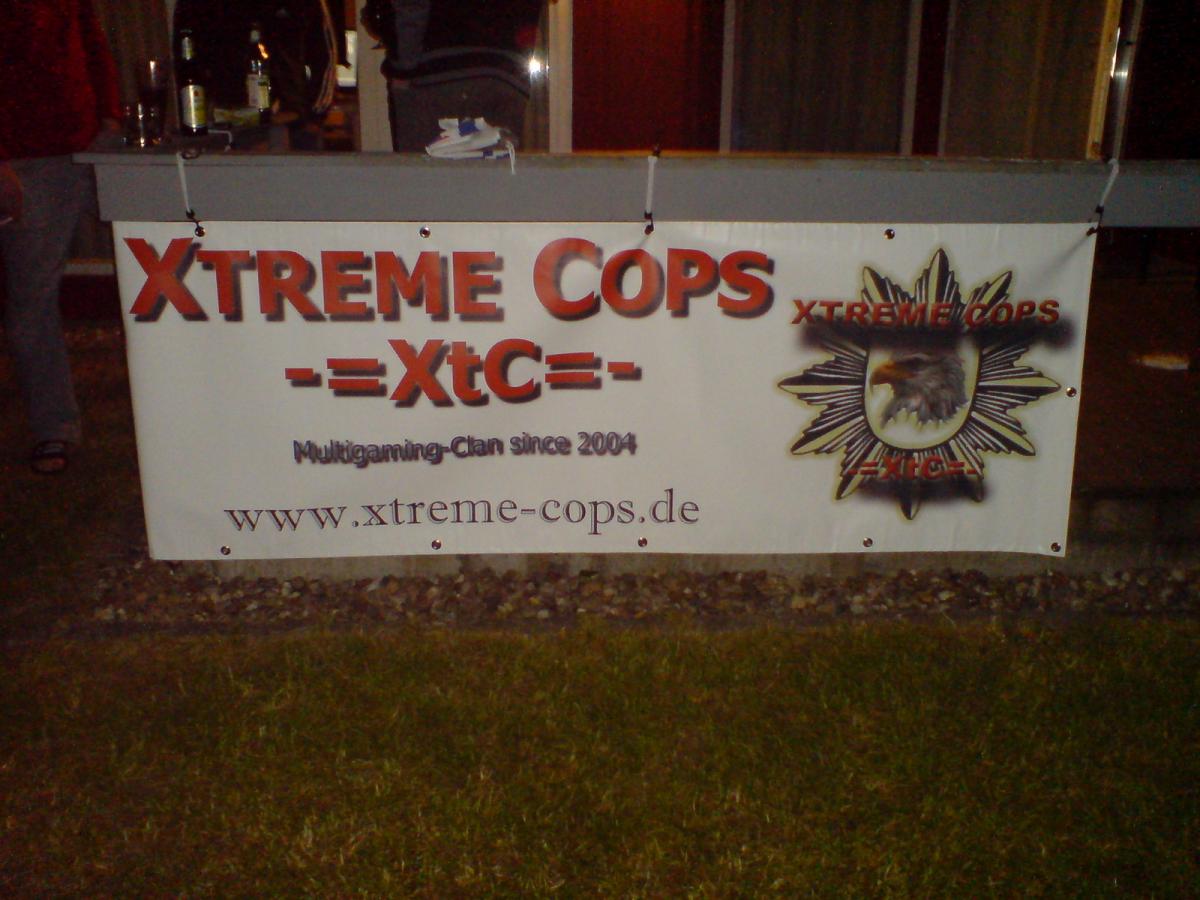 XTREME COPS
-=XtC=-
Multigaming-Clan since 2004
www.xtreme-cops.de
XTREME COPS
-=XtC=-